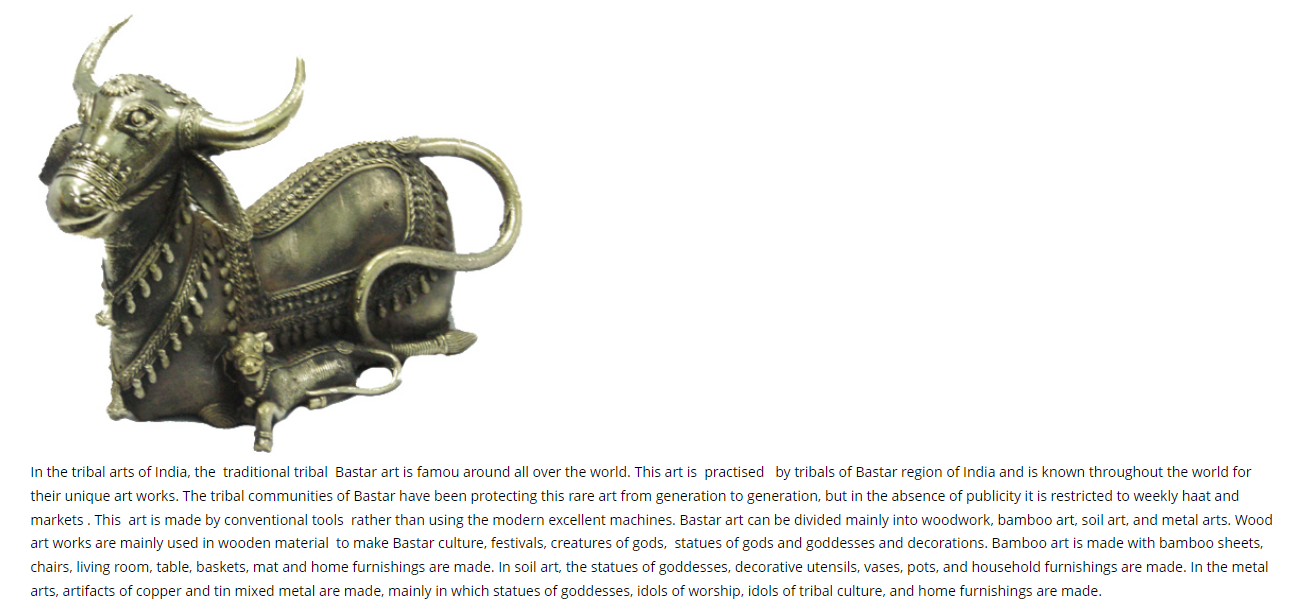 In the tribal arts of India, the  traditional tribal  Bastar art is famou around all over the world. This art is  practised   by tribals of Bastar region of India and is known throughout the world for
their unique art works. The tribal communities of Bastar have been protecting this rare art from generation to generation, but in the absence of publicity it is restricted to weekly haat and
markets . This  art is made by conventional tools  rather than using the modern excellent machines. Bastar art can be divided mainly into woodwork, bamboo art, soil art, and metal arts. Wood
art works are mainly used in wooden material  to make Bastar culture, festivals, creatures of gods,  statues of gods and goddesses and decorations. Bamboo art is made with bamboo sheets,
chairs, living room, table, baskets, mat and home furnishings are made. In soil art, the statues of goddesses, decorative utensils, vases, pots, and household furnishings are made. In the metal
arts, artifacts of copper and tin mixed metal are made, mainly in which statues of goddesses, idols of worship, idols of tribal culture, and home furnishings are made.